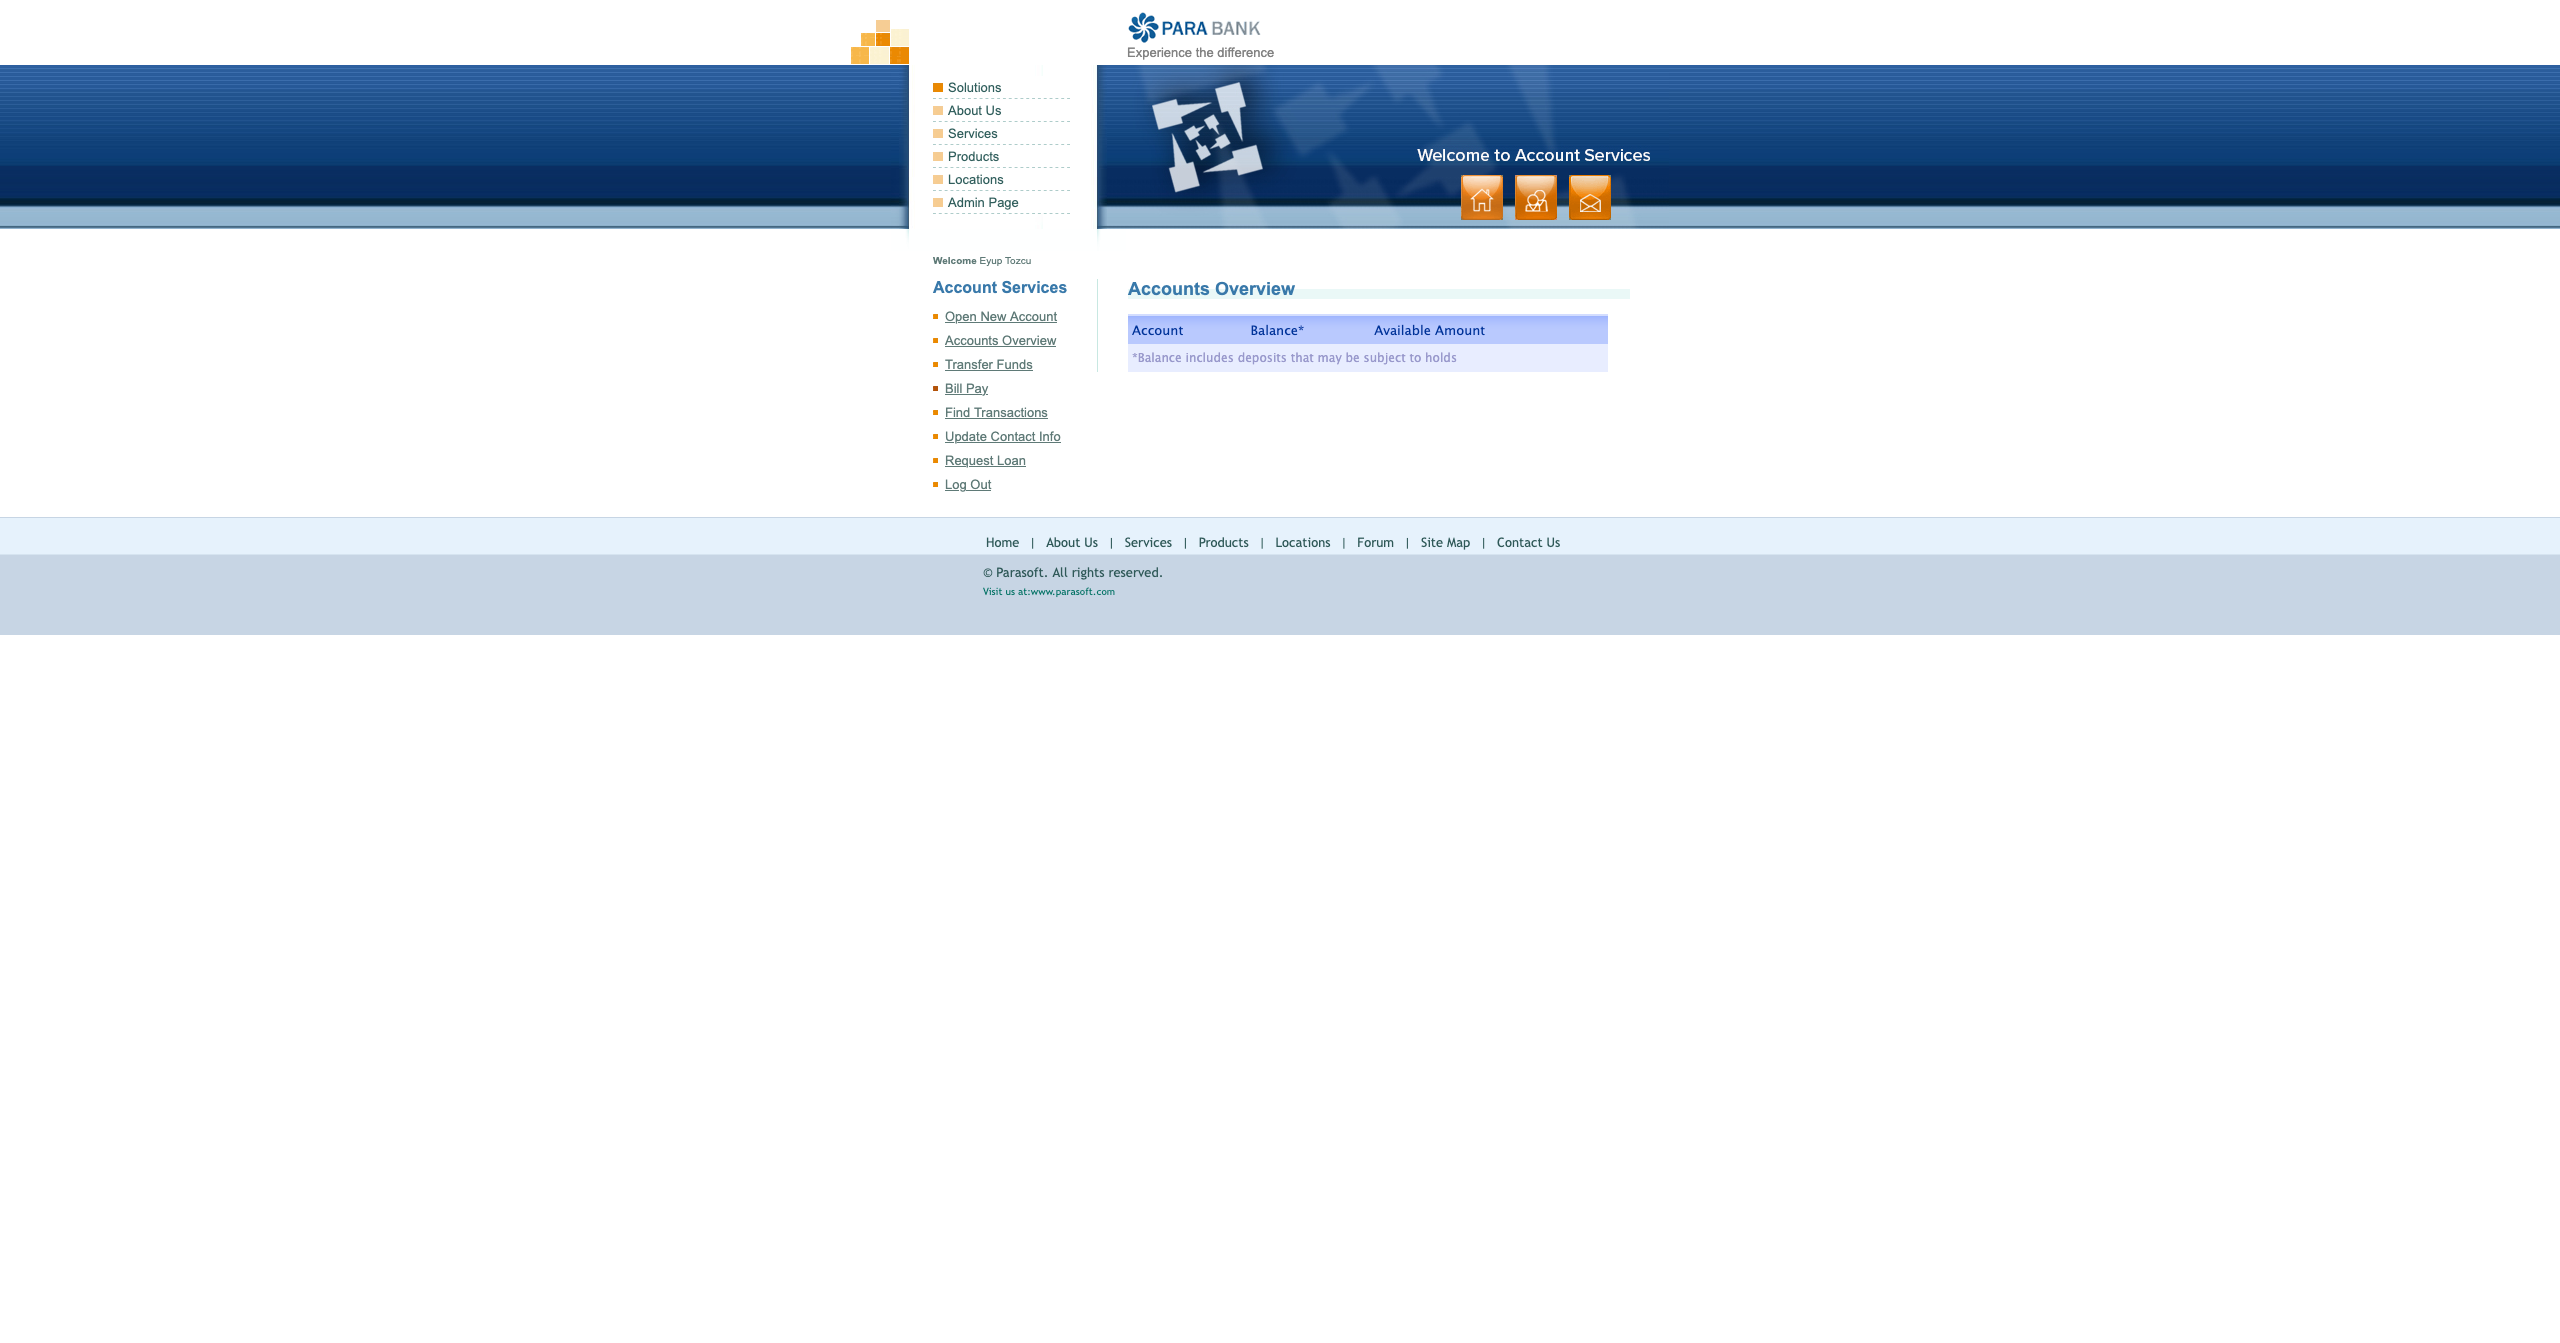 PARA BANK
Experience the difference
Solutions
About Us
Services
Products
Locations
Admin Page
Welcome to Account Services
Welcome Eyup Tozcu
Account Services
Open New Account
Accounts Overview
Transfer Funds
Bill Pay
Find Transactions
Update Contact Info
Request Loan
Log Out
Accounts Overview
Account Balance* Available Amount
*Balance includes deposits that may be subject to holds
Home | About Us | Services | Products | Locations | Forum | Site Map | Contact Us
© Parasoft. All rights reserved.
Visit us at:www.parasoft.com